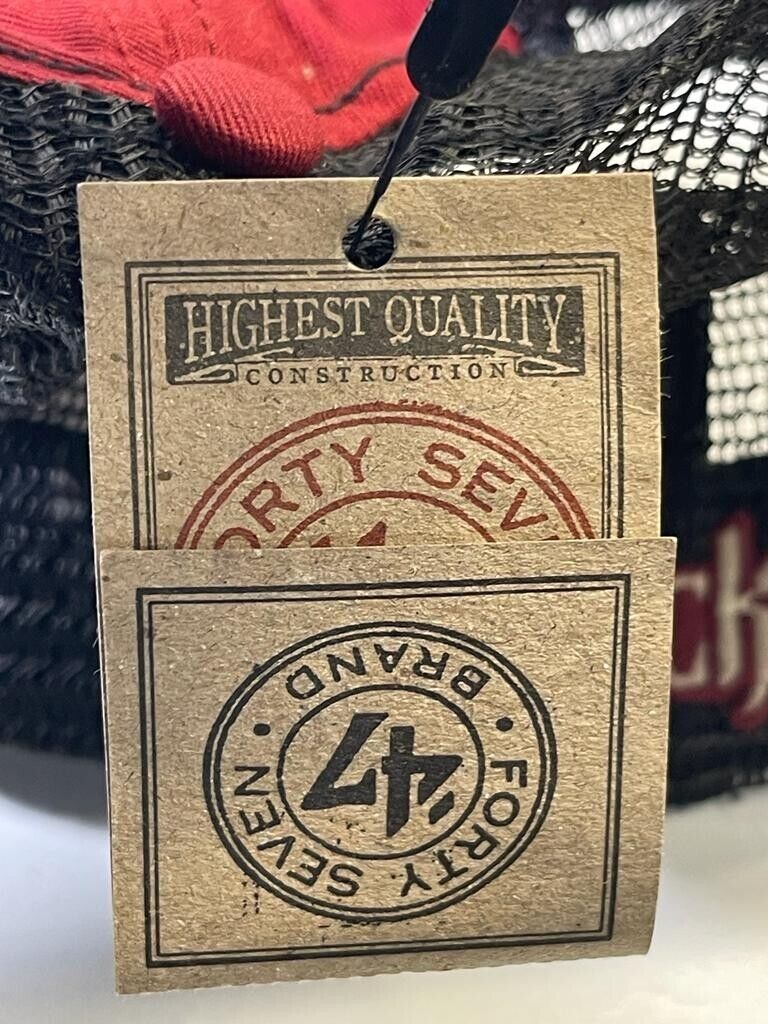 HIGHEST QUALITY
CONSTRUCTION
ORTY SEV
FORTY SEVEN
BRAND
47